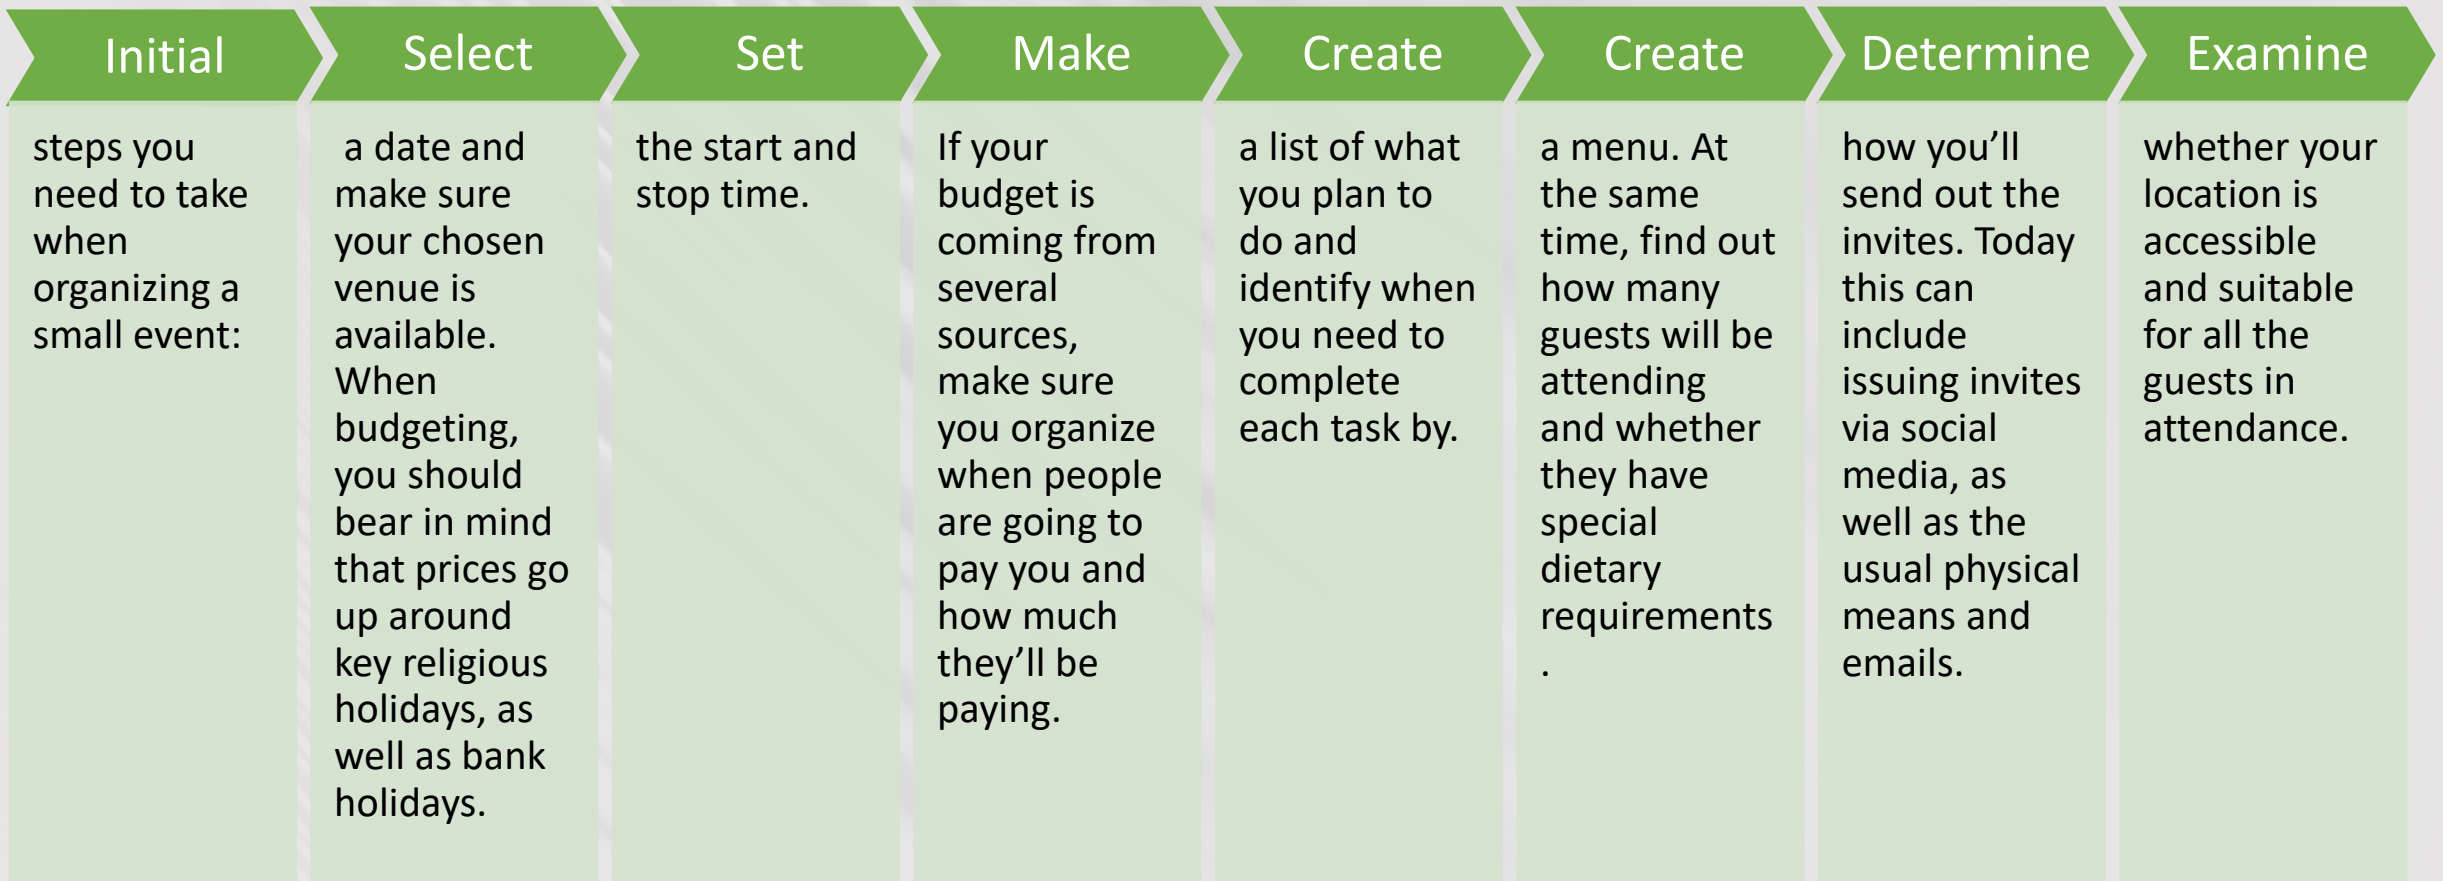 Initial
steps you
need to take
when
organizing a
small event:
Select
a date and
make sure
your chosen
venue is
available.
When
budgeting,
you should
bear in mind
that prices go
up around
key religious
holidays, as
well as bank
holidays.
Set
the start and
stop time.
Make
If your
budget is
coming from
several
sources,
make sure
you organize
when people
are going to
pay you and
how much
they’ll be
paying.
Create
a list of what
you plan to
do and
identify when
you need to
complete
each task by.
Create
a menu. At
the same
time, find out
how many
guests will be
attending
and whether
they have
special
dietary
requirements
.
Determine
how you’ll
send out the
invites. Today
this can
include
issuing invites
via social
media, as
well as the
usual physical
means and
emails.
Examine
whether your
location is
accessible
and suitable
for all the
guests in
attendance.